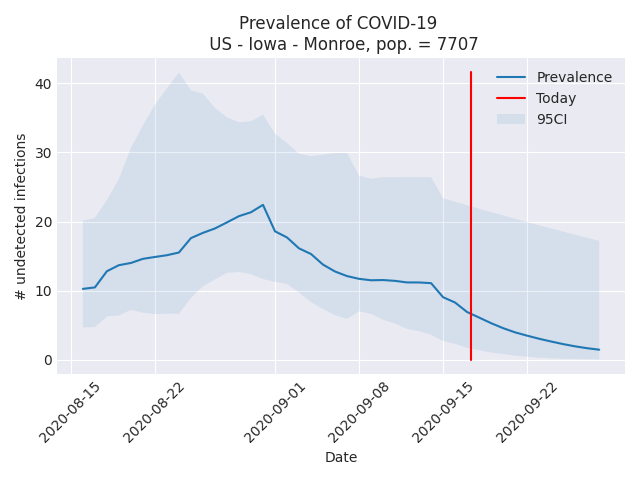 Prevalence of COVID-19
US - Iowa - Monroe, pop. = 7707
Prevalence
Today
95CI
# undetected infections
40
30
20
10
0
2020-08-15
2020-08-22
2020-09-01
2020-09-08
2020-09-15
2020-09-22
Date